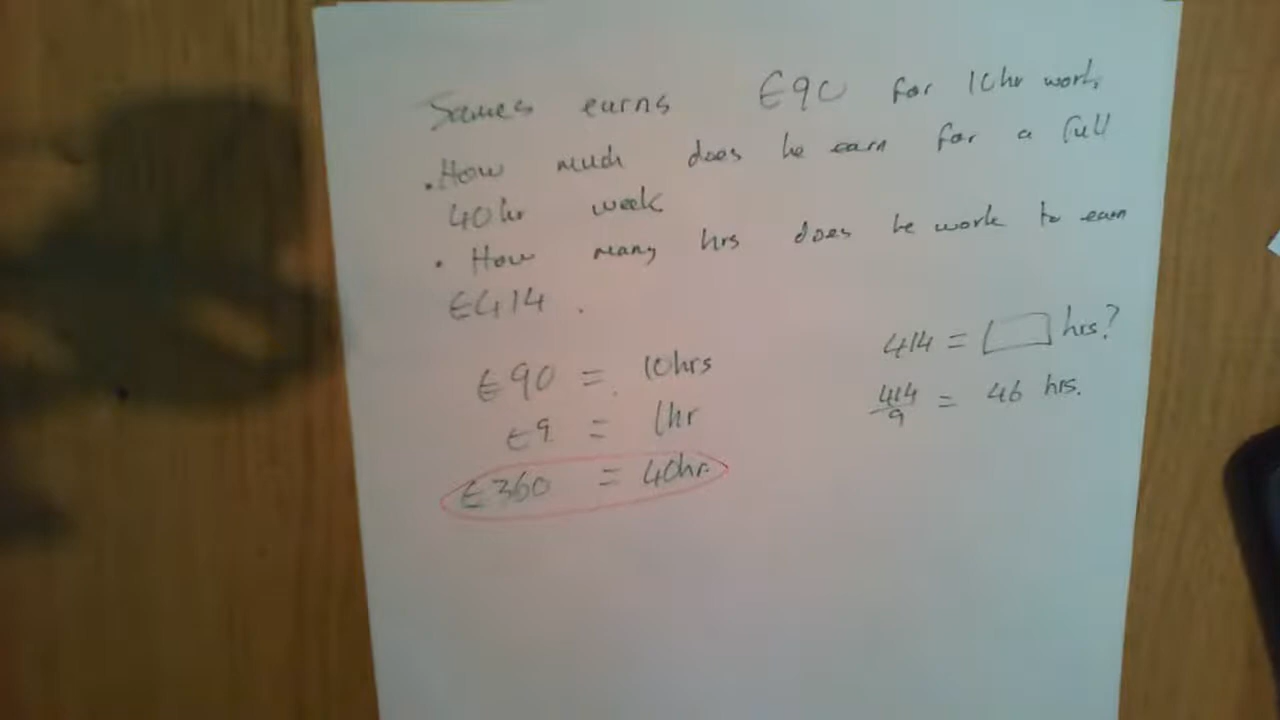 James earns €90 for 10hr work.
• How much does he earn for a full
40hr week
• How many hrs does he work to earn
€414.
€90 = 10hrs
€9 = 1hr
€360 = 40hr.
414 = hrs?
414/9 = 46 hrs.